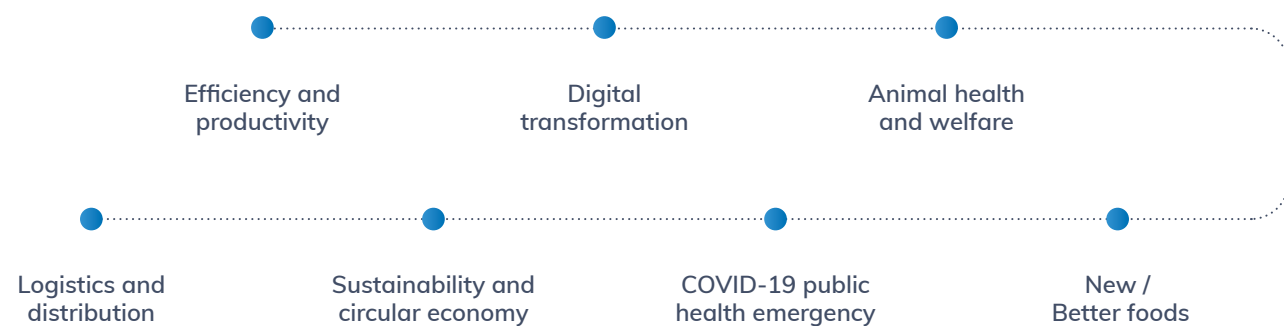 Efficiency and
productivity
Digital
transformation
Animal health
and welfare
Logistics and
distribution
Sustainability and
circular economy
COVID-19 public
health emergency
New /
Better foods